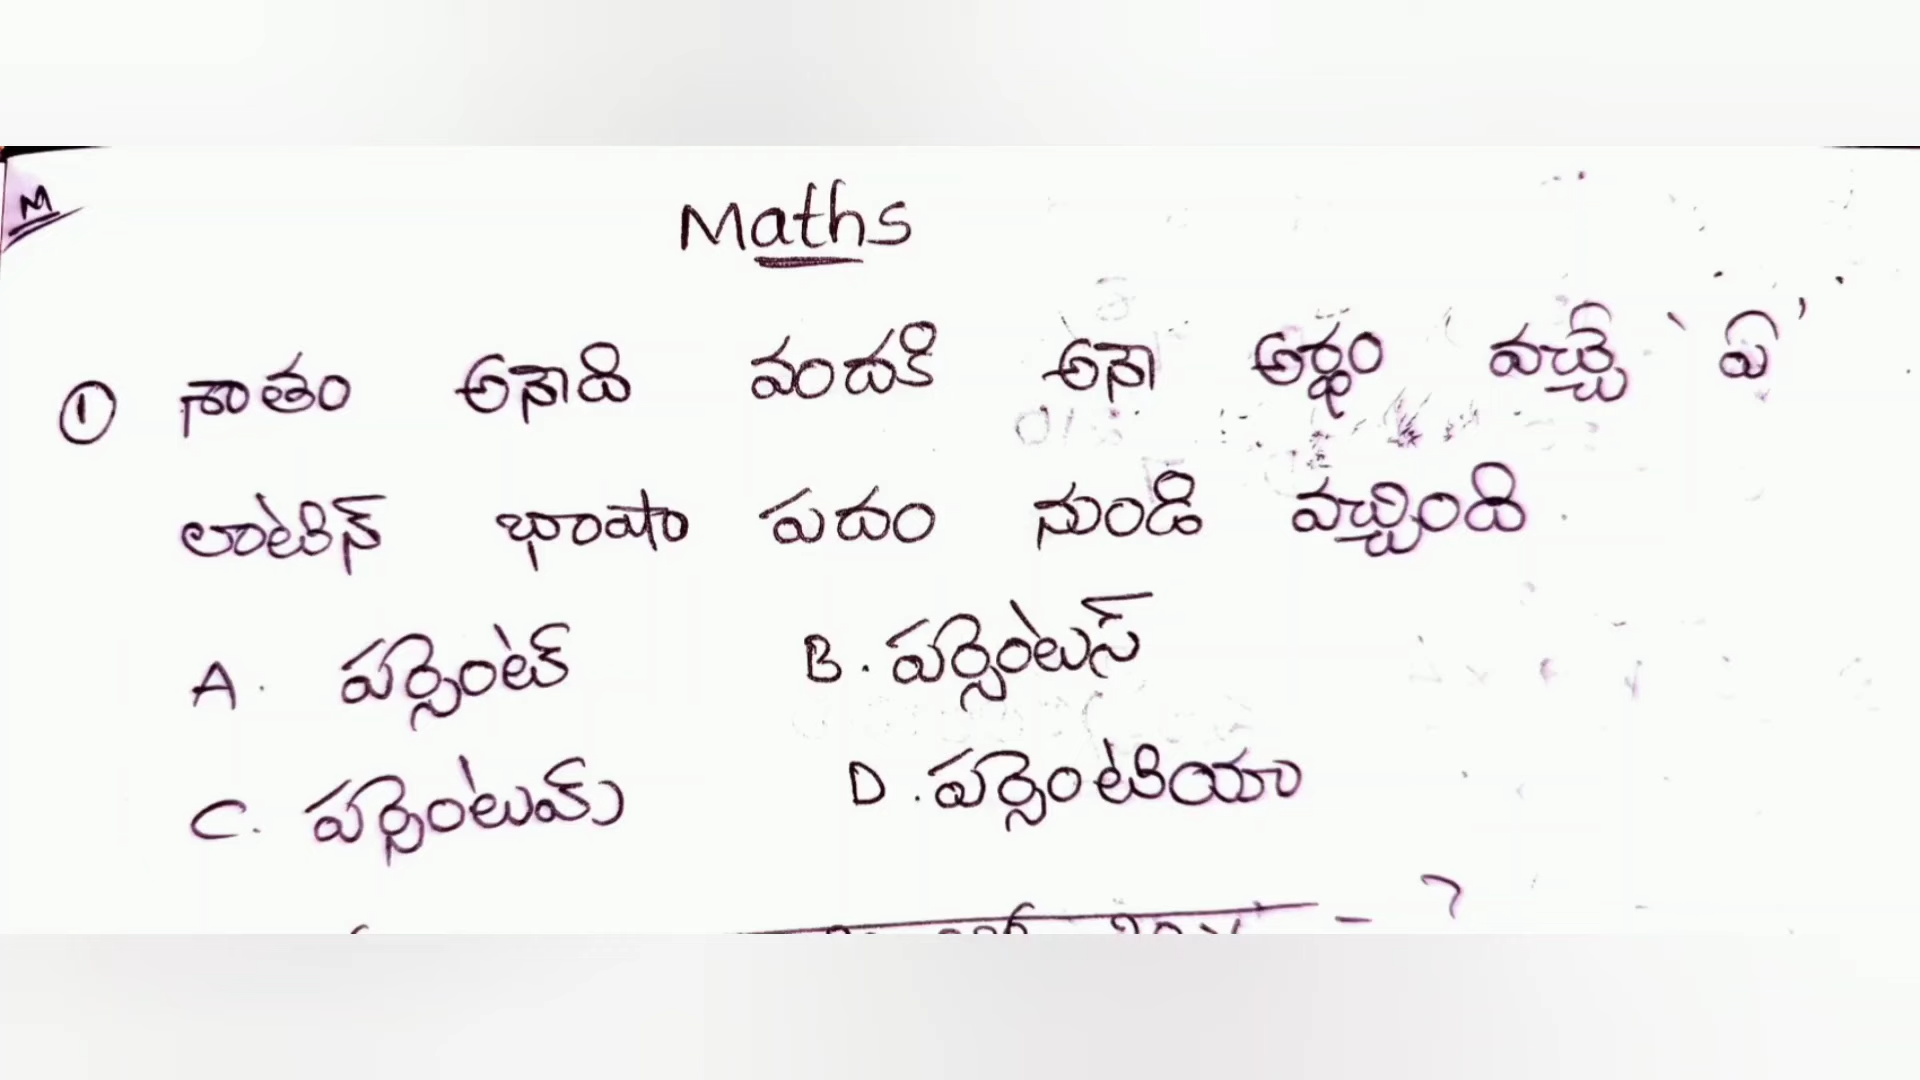 M
Maths
① శాతం అనేది వందకి అనే అర్థం వచ్చే ‘ఏ’
లాటిన్ భాషా పదం నుండి వచ్చింది.
A. పర్సెంట్ B. పర్సెంటస్
C. పర్సెంటుమ్ D. పర్సెంటియా